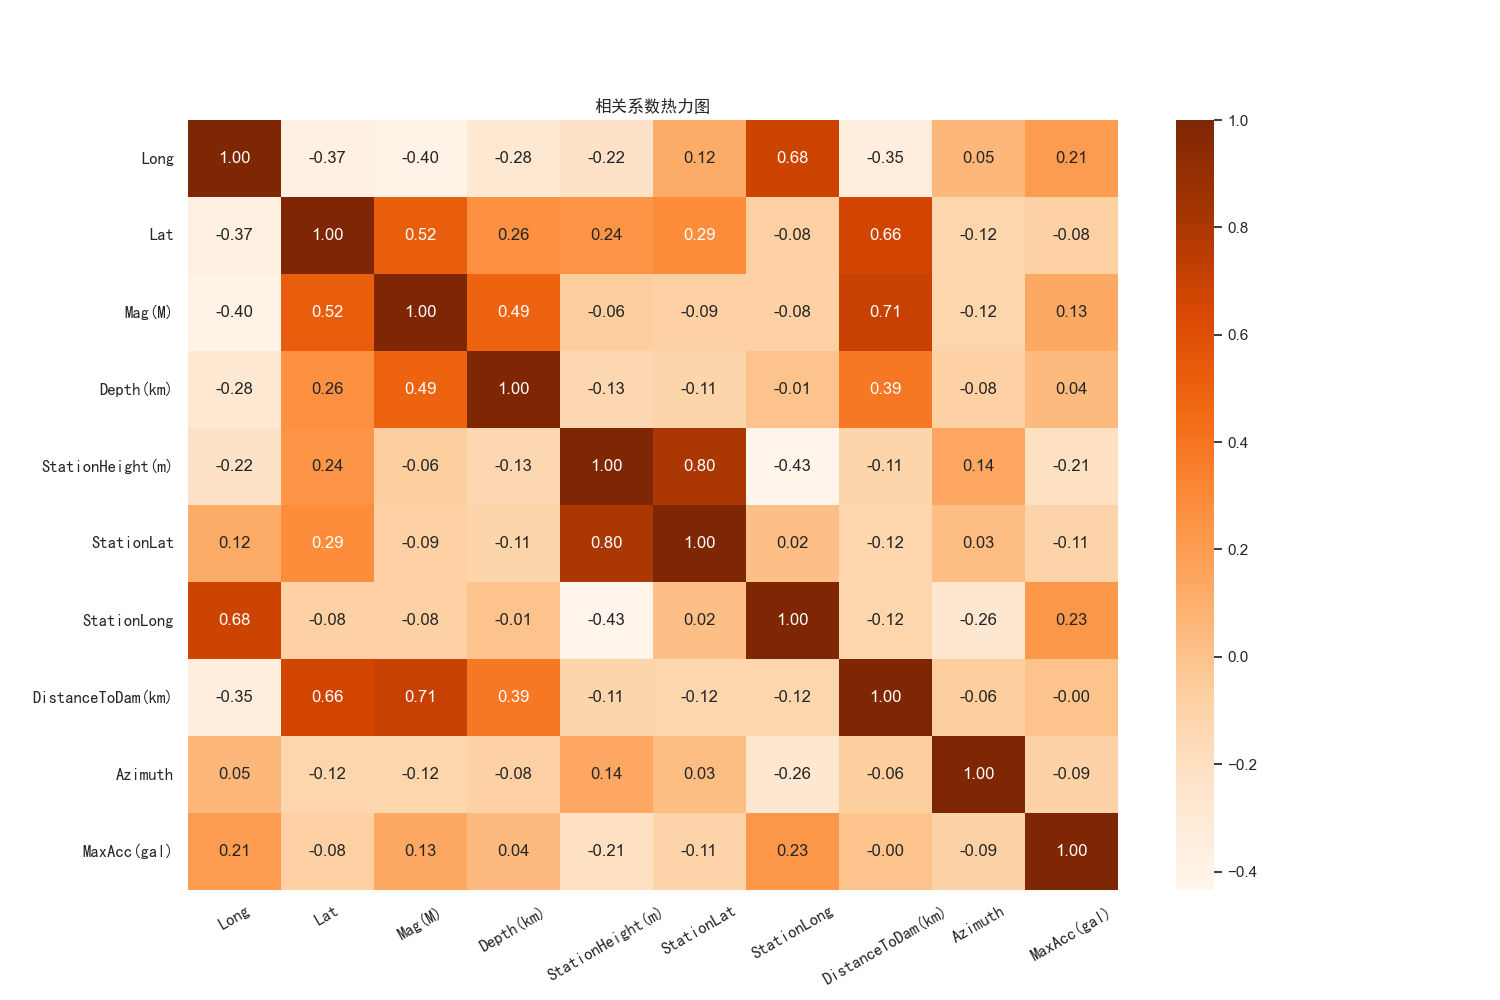 相关系数热力图
Long 1.00 -0.37 -0.40 -0.28 -0.22 0.12 0.68 -0.35 0.05 0.21
Lat -0.37 1.00 0.52 0.26 0.24 0.29 -0.08 0.66 -0.12 -0.08
Mag(M) -0.40 0.52 1.00 0.49 -0.06 -0.09 -0.08 0.71 -0.12 0.13
Depth(km) -0.28 0.26 0.49 1.00 -0.13 -0.11 -0.01 0.39 -0.08 0.04
StationHeight(m) -0.22 0.24 -0.06 -0.13 1.00 0.80 -0.43 -0.11 0.14 -0.21
StationLat 0.12 0.29 -0.09 -0.11 0.80 1.00 0.02 -0.12 0.03 -0.11
StationLong 0.68 -0.08 -0.08 -0.01 -0.43 0.02 1.00 -0.12 -0.26 0.23
DistanceToDam(km) -0.35 0.66 0.71 0.39 -0.11 -0.12 -0.12 1.00 -0.06 -0.00
Azimuth 0.05 -0.12 -0.12 -0.08 0.14 0.03 -0.26 -0.06 1.00 -0.09
MaxAcc(gal) 0.21 -0.08 0.13 0.04 -0.21 -0.11 0.23 -0.00 -0.09 1.00
Long Lat Mag(M) Depth(km) StationHeight(m) StationLat StationLong DistanceToDam(km) Azimuth MaxAcc(gal)
1.0
0.8
0.6
0.4
0.2
0.0
−0.2
−0.4